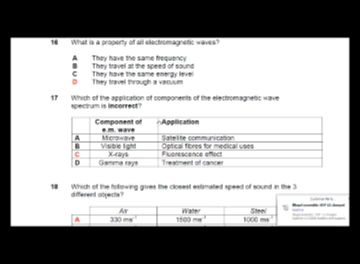 16 What is a property of all electromagnetic waves?
A They have the same frequency
B They travel at the speed of sound
C They have the same energy level
D They travel through a vacuum
17 Which of the application of components of the electromagnetic wave
spectrum is incorrect?
Component of e.m. wave Application
A Microwave Satellite communication
B Visible light Optical fibres for medical uses
C X-rays Fluorescence effect
D Gamma rays Treatment of cancer
18 Which of the following gives the closest estimated speed of sound in the 3
different objects?
Air Water Steel
A 330 ms⁻¹ 1500 ms⁻¹ 1000 ms⁻¹